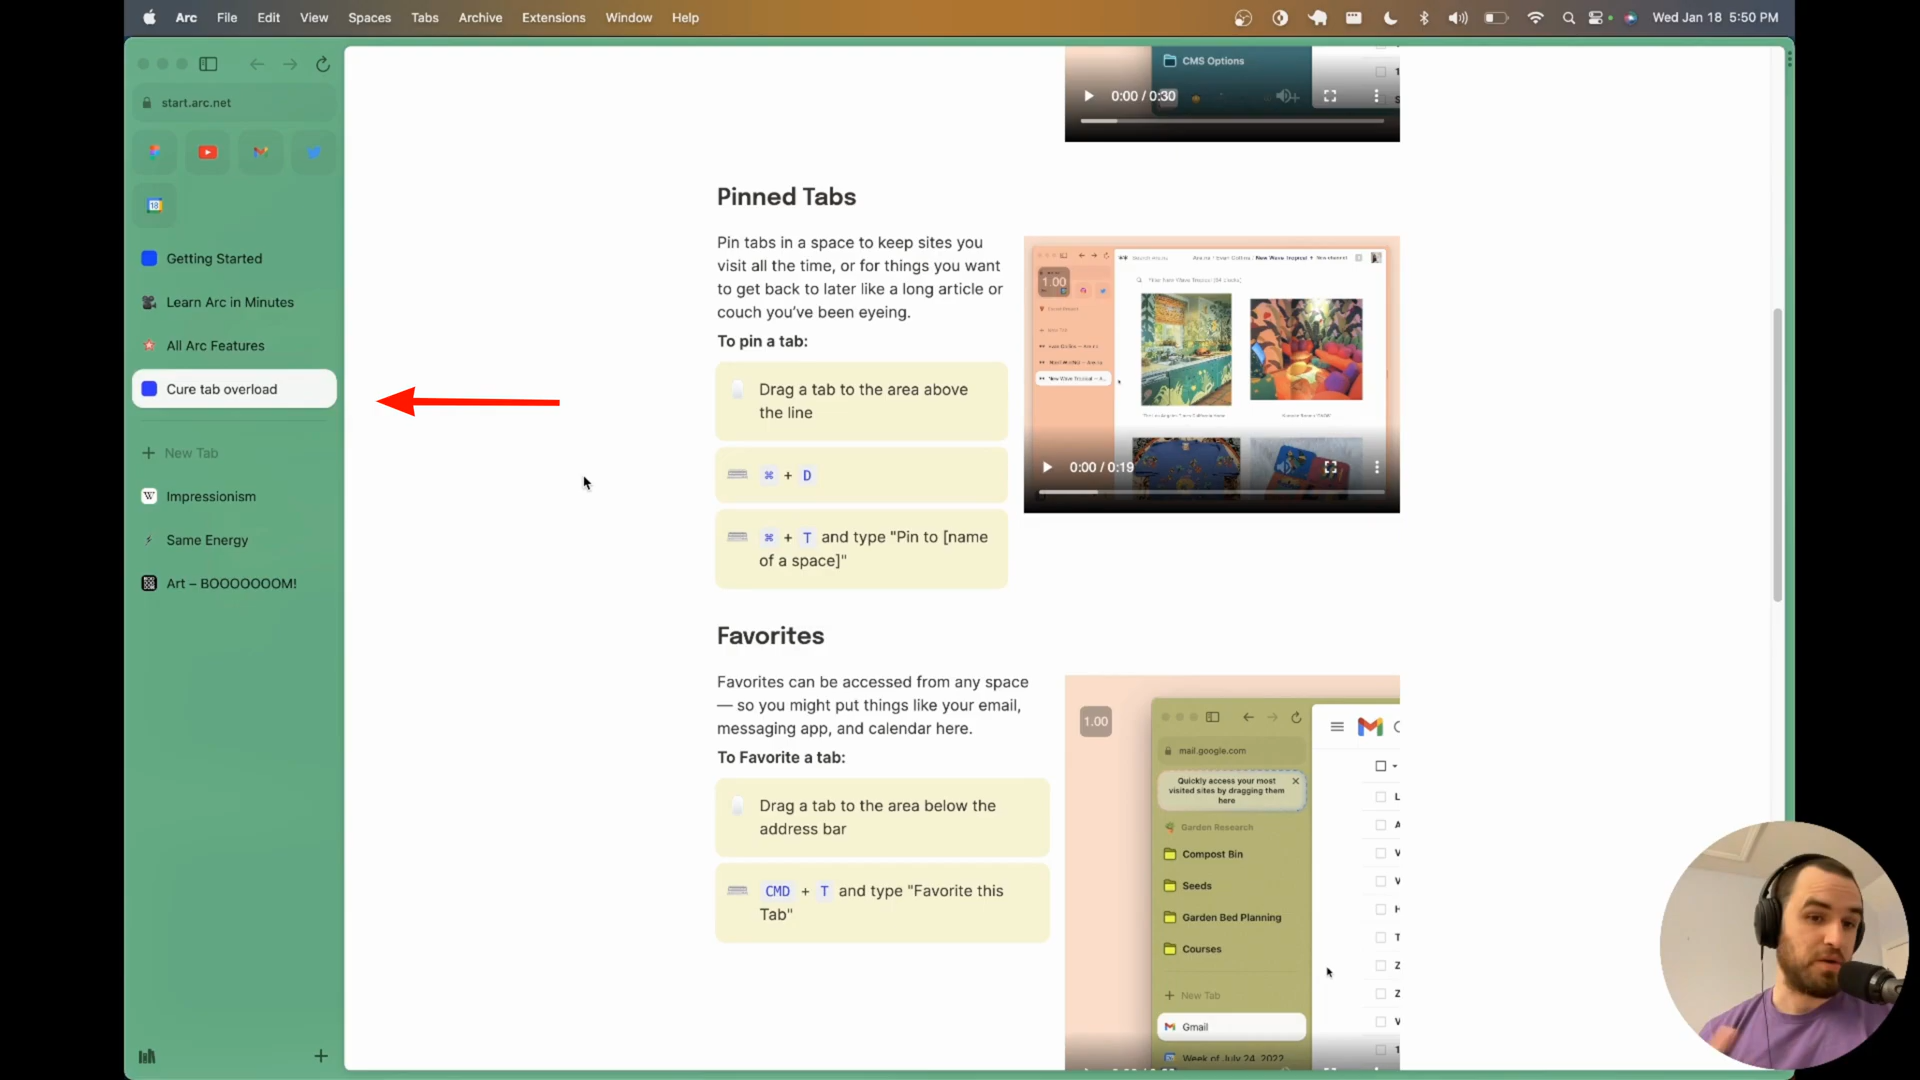 Arc File Edit View Spaces Tabs Archive Extensions Window Help
Wed Jan 18 5:50 PM
start.arc.net
18
Getting Started
Learn Arc in Minutes
All Arc Features
Cure tab overload
+ New Tab
W Impressionism
Same Energy
Art – BOOOOOOOM!
CMS Options
0:00 / 0:30
Pinned Tabs
Pin tabs in a space to keep sites you
visit all the time, or for things you want
to get back to later like a long article or
couch you’ve been eyeing.
To pin a tab:
Drag a tab to the area above
the line
⌘ + D
⌘ + T and type "Pin to [name
of a space]"
1.00
0:00 / 0:19
Favorites
Favorites can be accessed from any space
— so you might put things like your email,
messaging app, and calendar here.
To Favorite a tab:
Drag a tab to the area below the
address bar
CMD + T and type "Favorite this
Tab"
1.00
mail.google.com
Quickly access your most
visited sites by dragging them
here
Garden Research
Compost Bin
Seeds
Garden Bed Planning
Courses
+ New Tab
Gmail
Week of July 24, 2022